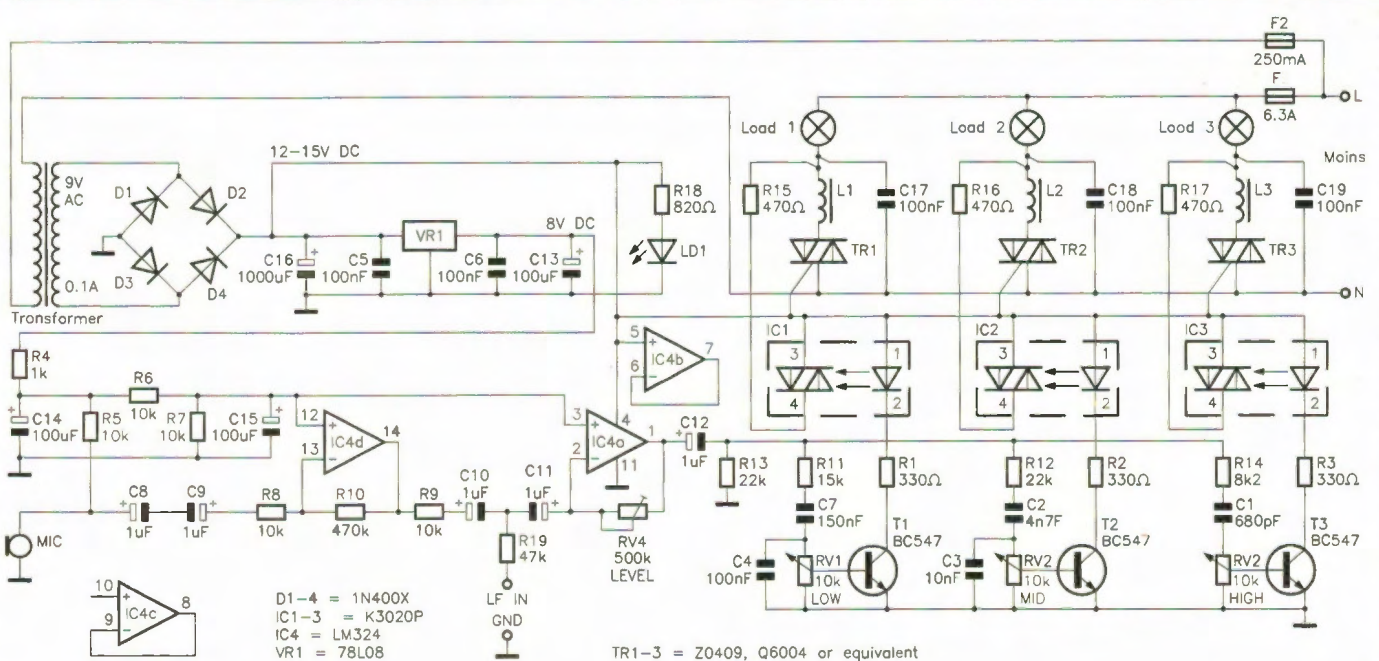 F2
250mA
F
6.3A
L
Load 1
Load 2
Load 3
Moins
12-15V DC
9V
AC
D1
D2
D3
D4
0.1A
Transformer
8V DC
VR1
C16
1000uF
C5
100nF
C6
100nF
C13
100uF
R18
820Ω
LD1
R15
470Ω
L1
C17
100nF
TR1
R16
470Ω
L2
C18
100nF
TR2
R17
470Ω
L3
C19
100nF
TR3
N
R4
1k
R6
10k
C14
100uF
R5
10k
R7
10k
C15
100uF
12
13
IC4d
14
5
6
IC4b
7
3
2
IC4a
4
11
1
C12
1uF
IC1
3
4
1
2
IC2
3
4
1
2
IC3
3
4
1
2
MIC
C8
1uF
C9
1uF
R8
10k
R10
470k
R9
10k
C10
1uF
C11
1uF
R19
47k
LF IN
GND
RV4
500k
LEVEL
R13
22k
R11
15k
C7
150nF
C4
100nF
RV1
10k
LOW
R1
330Ω
T1
BC547
R12
22k
C2
4n7F
C3
10nF
RV2
10k
MID
R2
330Ω
T2
BC547
R14
8k2
C1
680pF
RV2
10k
HIGH
R3
330Ω
T3
BC547
10
9
IC4c
8
D1-4 = 1N400X
IC1-3 = K3020P
IC4 = LM324
VR1 = 78L08
TR1-3 = Z0409, Q6004 or equivalent